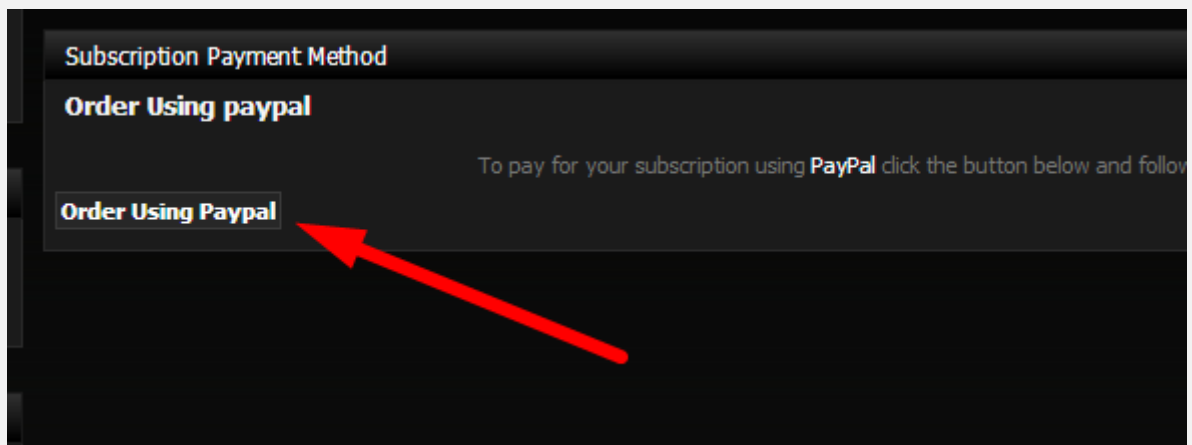 Subscription Payment Method
Order Using paypal
To pay for your subscription using PayPal click the button below and follow
Order Using Paypal